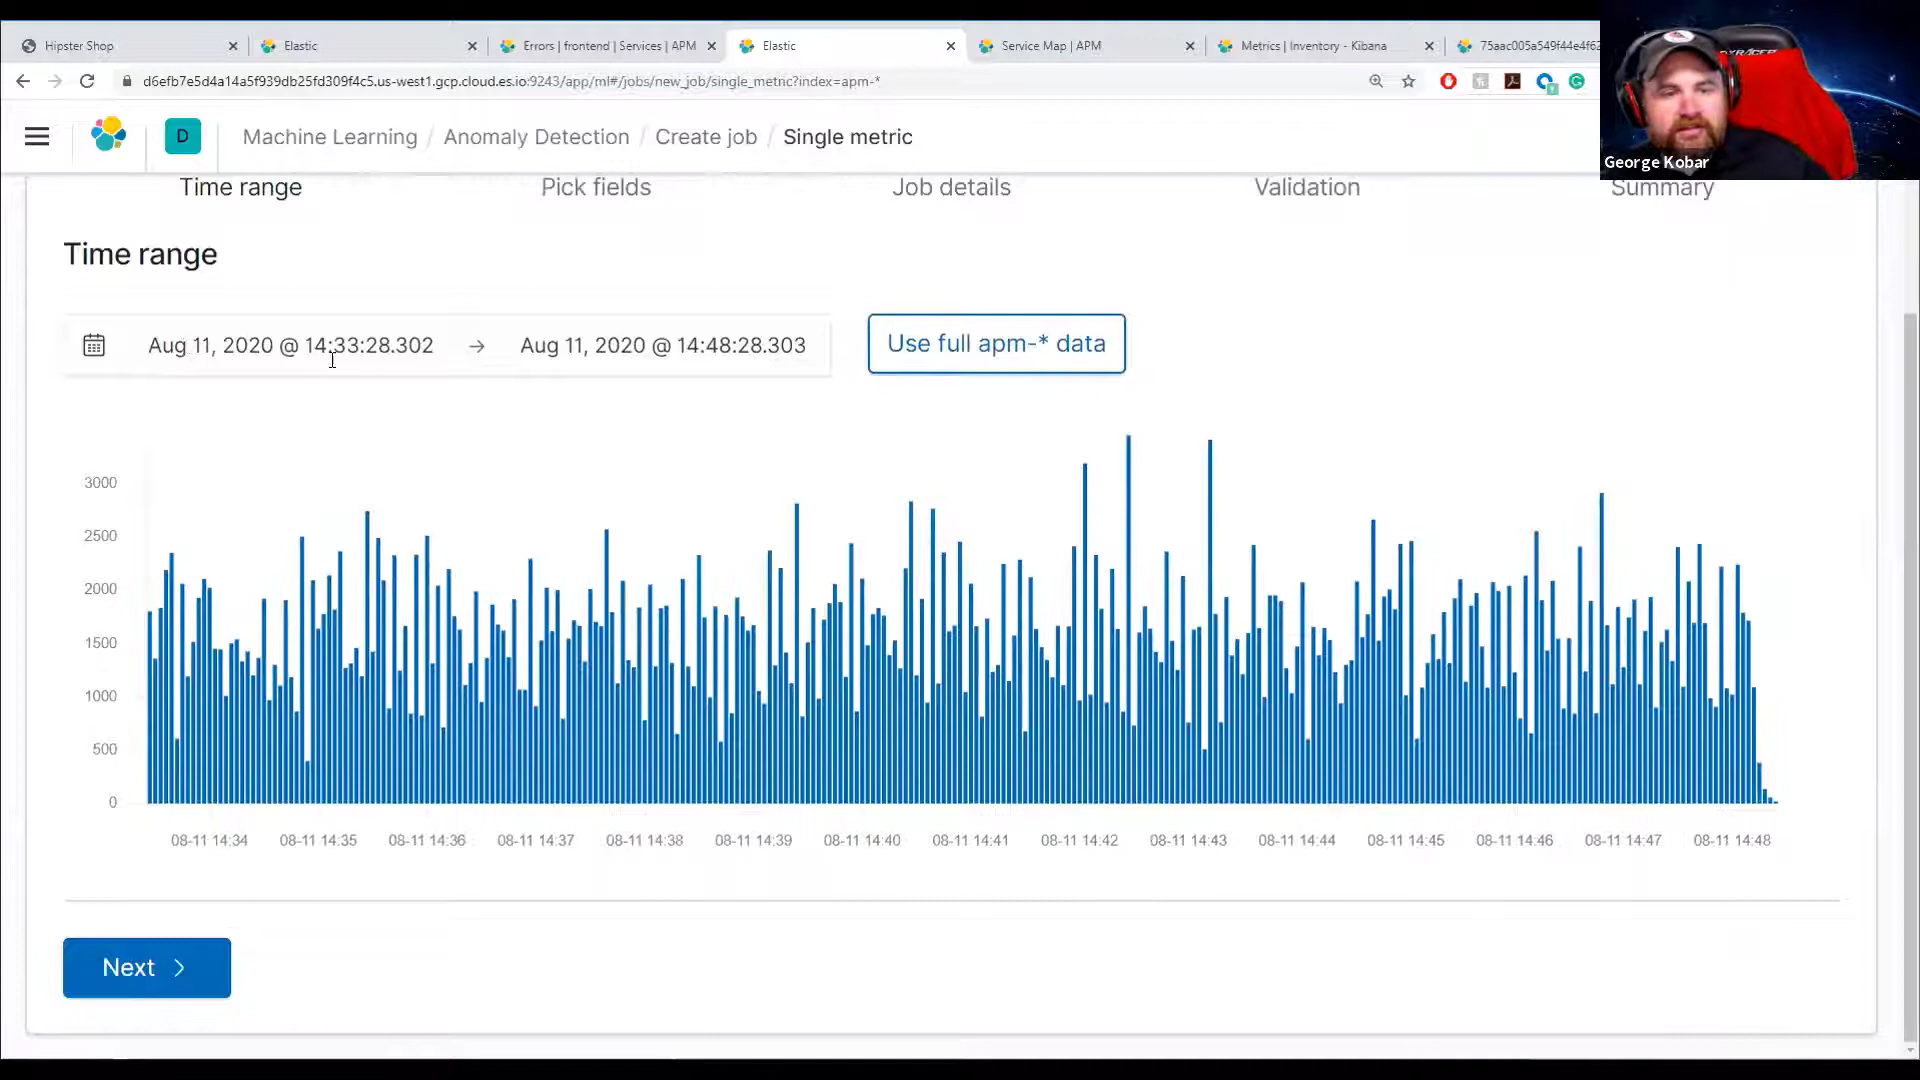 Hipster Shop
Elastic
Errors | frontend | Services | APM
Elastic
Service Map | APM
Metrics | Inventory - Kibana
75aac005a549f44e4f62
d6efb7e5d4a14a5f939db25fd309f4c5.us-west1.gcp.cloud.es.io:9243/app/ml#/jobs/new_job/single_metric?index=apm-*
D
Machine Learning / Anomaly Detection / Create job / Single metric
George Kobar
Time range
Pick fields
Job details
Validation
Summary
Time range
Aug 11, 2020 @ 14:33:28.302 → Aug 11, 2020 @ 14:48:28.303
Use full apm-* data
3000
2500
2000
1500
1000
500
0
08-11 14:34
08-11 14:35
08-11 14:36
08-11 14:37
08-11 14:38
08-11 14:39
08-11 14:40
08-11 14:41
08-11 14:42
08-11 14:43
08-11 14:44
08-11 14:45
08-11 14:46
08-11 14:47
08-11 14:48
Next